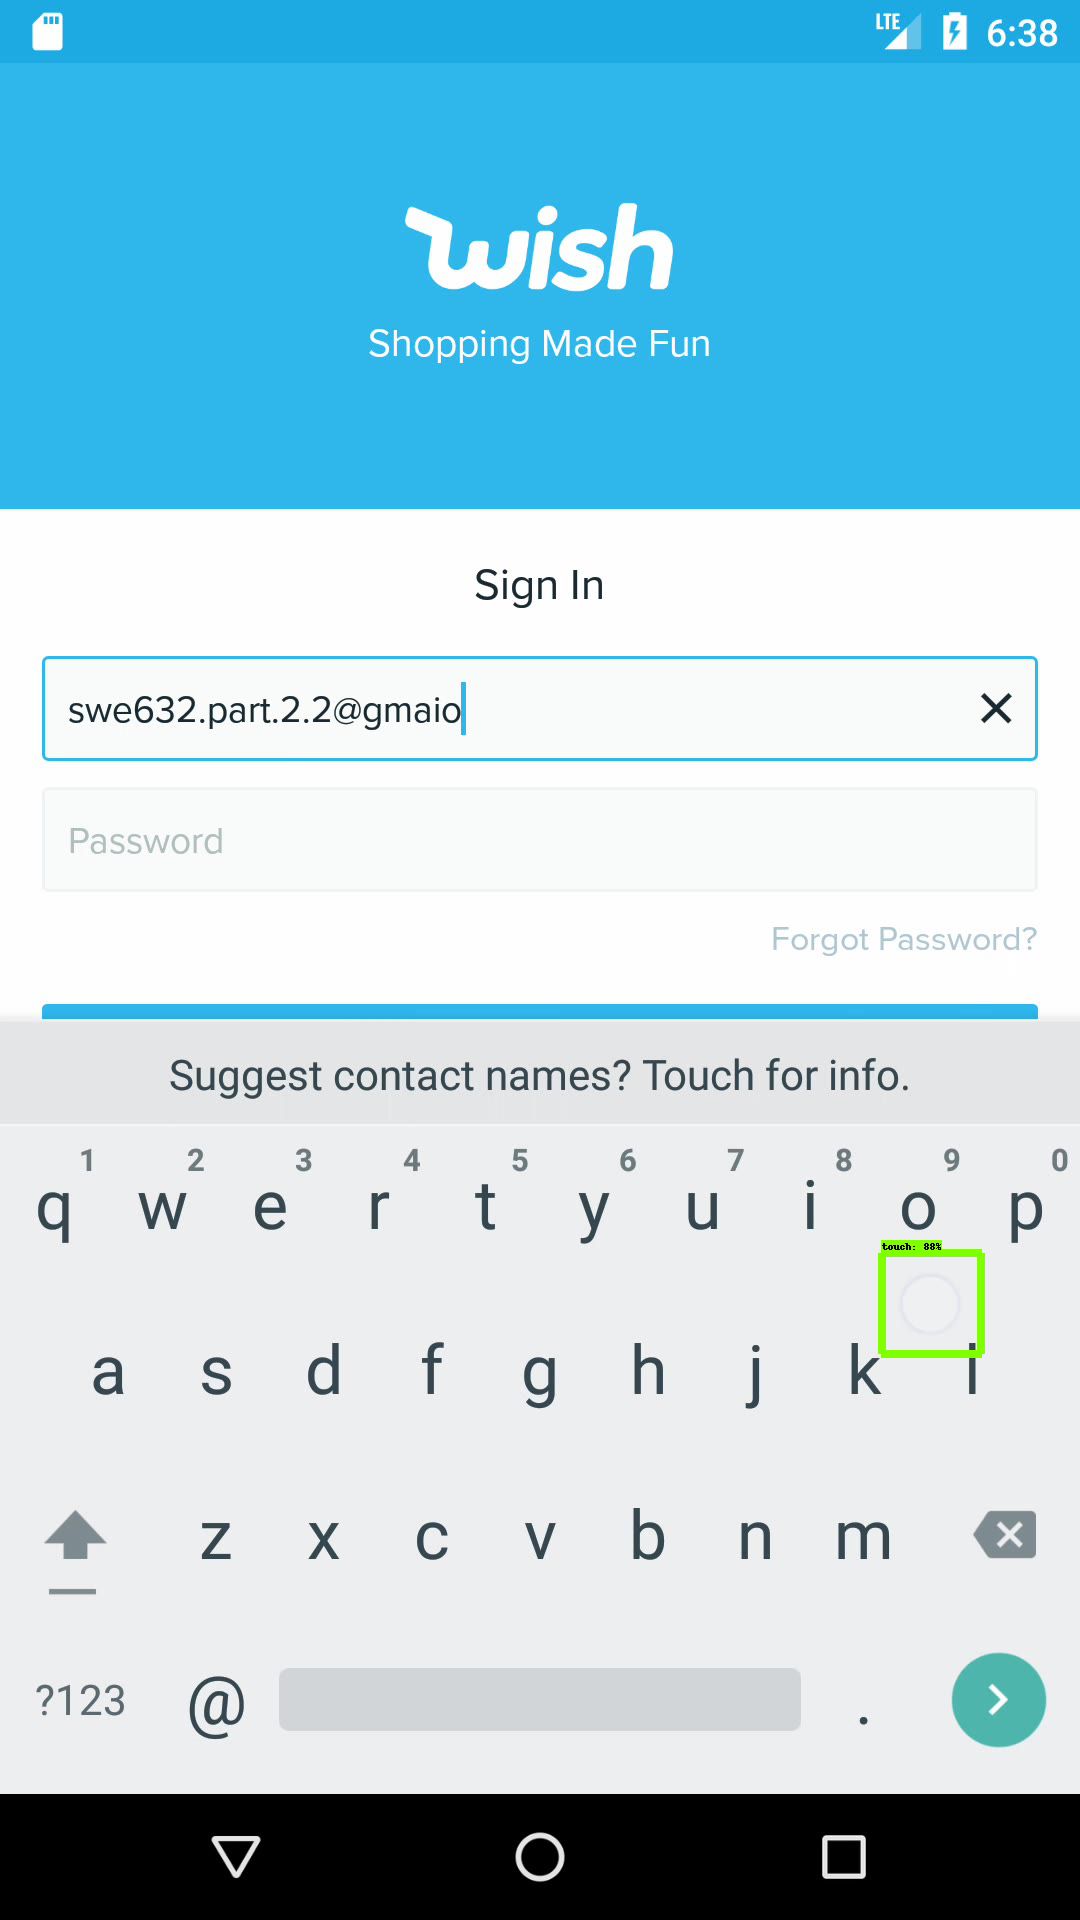 LTE 6:38
wish
Shopping Made Fun
Sign In
swe632.part.2.2@gmaio
Password
Forgot Password?
Suggest contact names? Touch for info.
1 2 3 4 5 6 7 8 9 0
q w e r t y u i o p
touch: 88%
a s d f g h j k l
z x c v b n m
?123 @ .